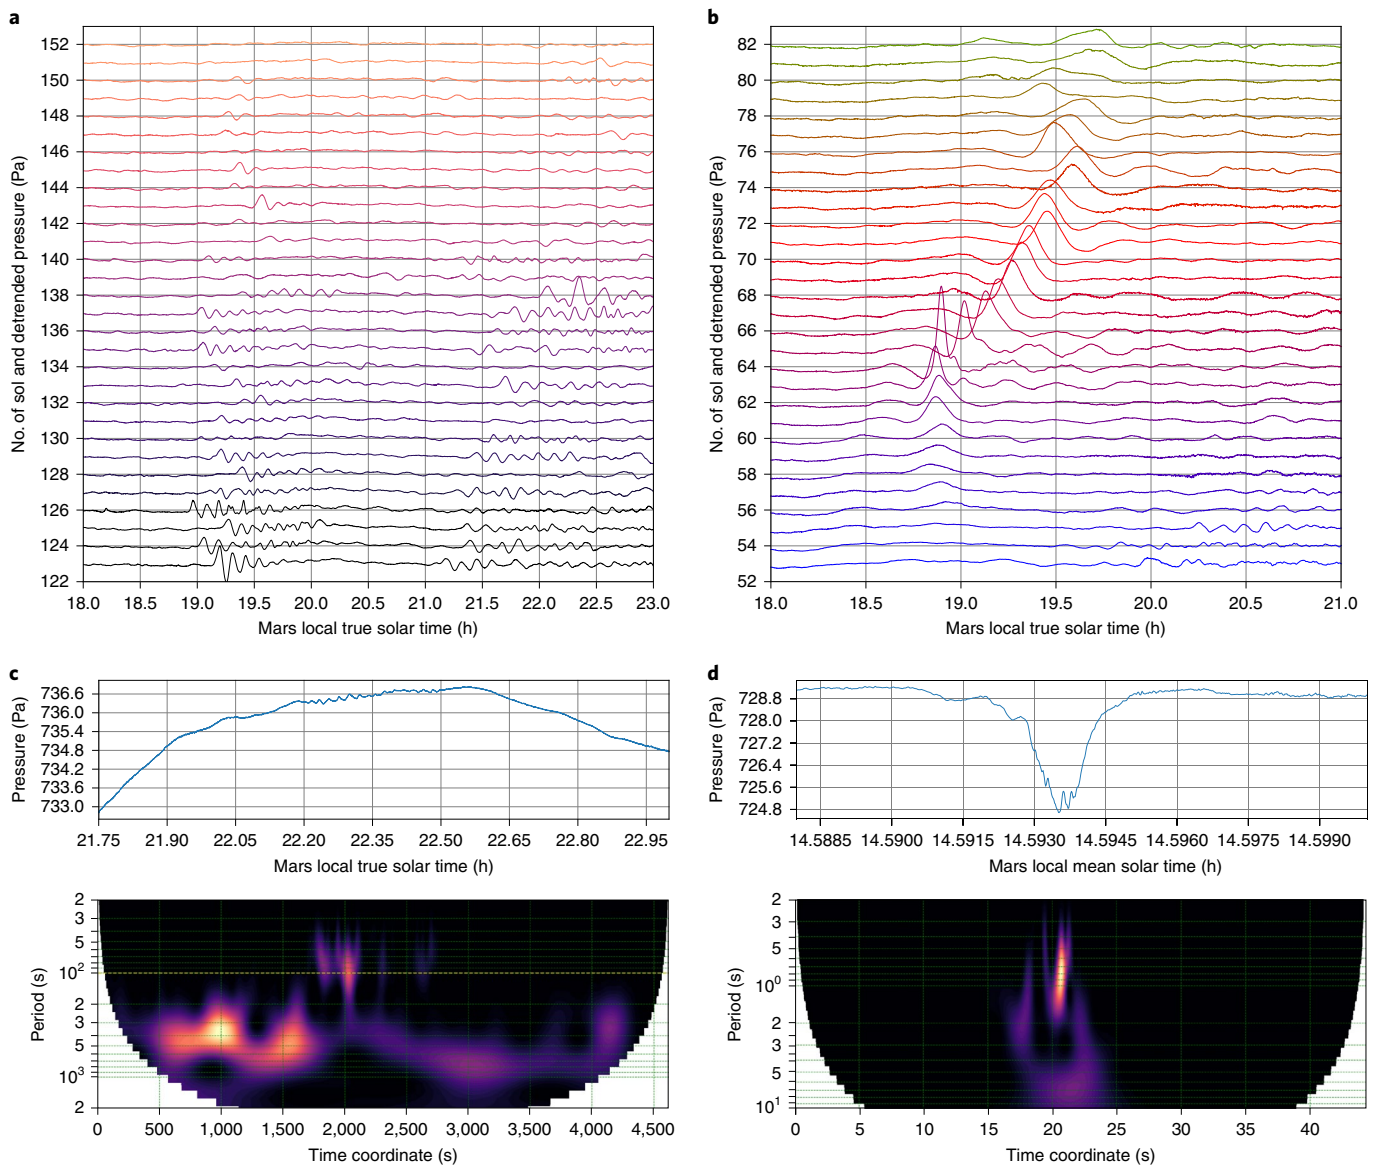 a
No. of sol and detrended pressure (Pa)
152
150
148
146
144
142
140
138
136
134
132
130
128
126
124
122
18.0 18.5 19.0 19.5 20.0 20.5 21.0 21.5 22.0 22.5 23.0
Mars local true solar time (h)
b
No. of sol and detrended pressure (Pa)
82
80
78
76
74
72
70
68
66
64
62
60
58
56
54
52
18.0 18.5 19.0 19.5 20.0 20.5 21.0
Mars local true solar time (h)
c
Pressure (Pa)
736.6
736.0
735.4
734.8
734.2
733.6
733.0
21.75 21.90 22.05 22.20 22.35 22.50 22.65 22.80 22.95
Mars local true solar time (h)
Period (s)
2
3
5
10²
2
3
5
10³
2
0 500 1,000 1,500 2,000 2,500 3,000 3,500 4,000 4,500
Time coordinate (s)
d
Pressure (Pa)
728.8
728.0
727.2
726.4
725.6
724.8
14.5885 14.5900 14.5915 14.5930 14.5945 14.5960 14.5975 14.5990
Mars local mean solar time (h)
Period (s)
2
3
5
10⁰
2
3
5
10¹
0 5 10 15 20 25 30 35 40
Time coordinate (s)